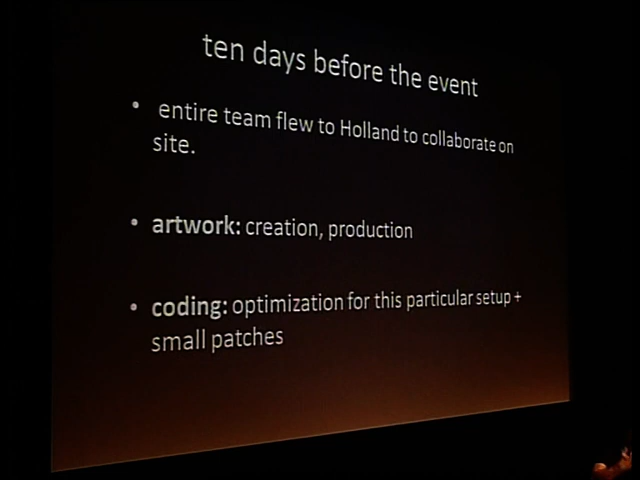 ten days before the event
• entire team flew to Holland to collaborate on
site.
• artwork: creation, production
• coding: optimization for this particular setup +
small patches